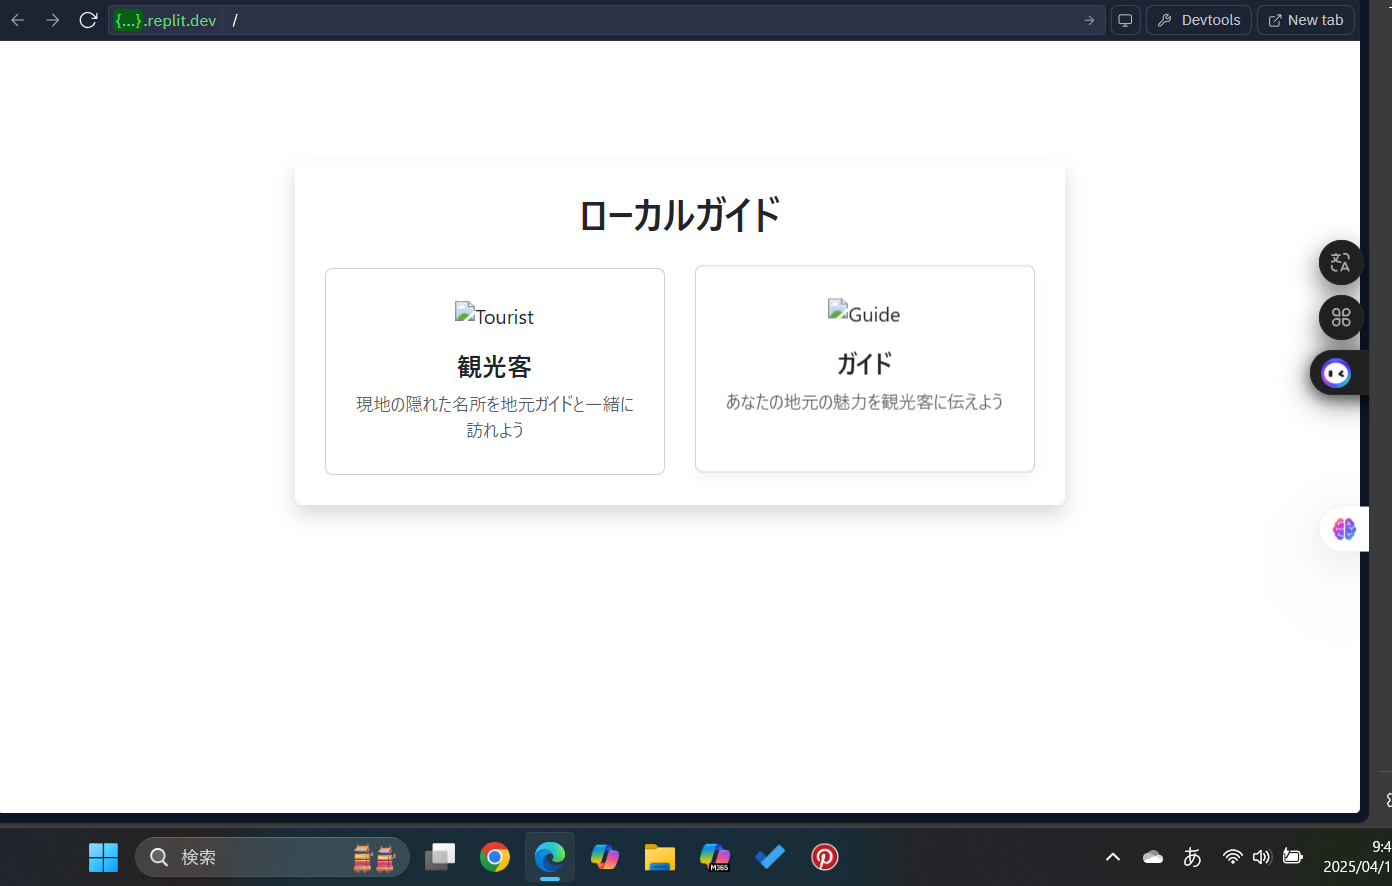 {...}.replit.dev /
Devtools
New tab
ローカルガイド
Tourist
観光客
現地の隠れた名所を地元ガイドと一緒に
訪れよう
Guide
ガイド
あなたの地元の魅力を観光客に伝えよう
文A
検索
M365
あ
9:4
2025/04/1